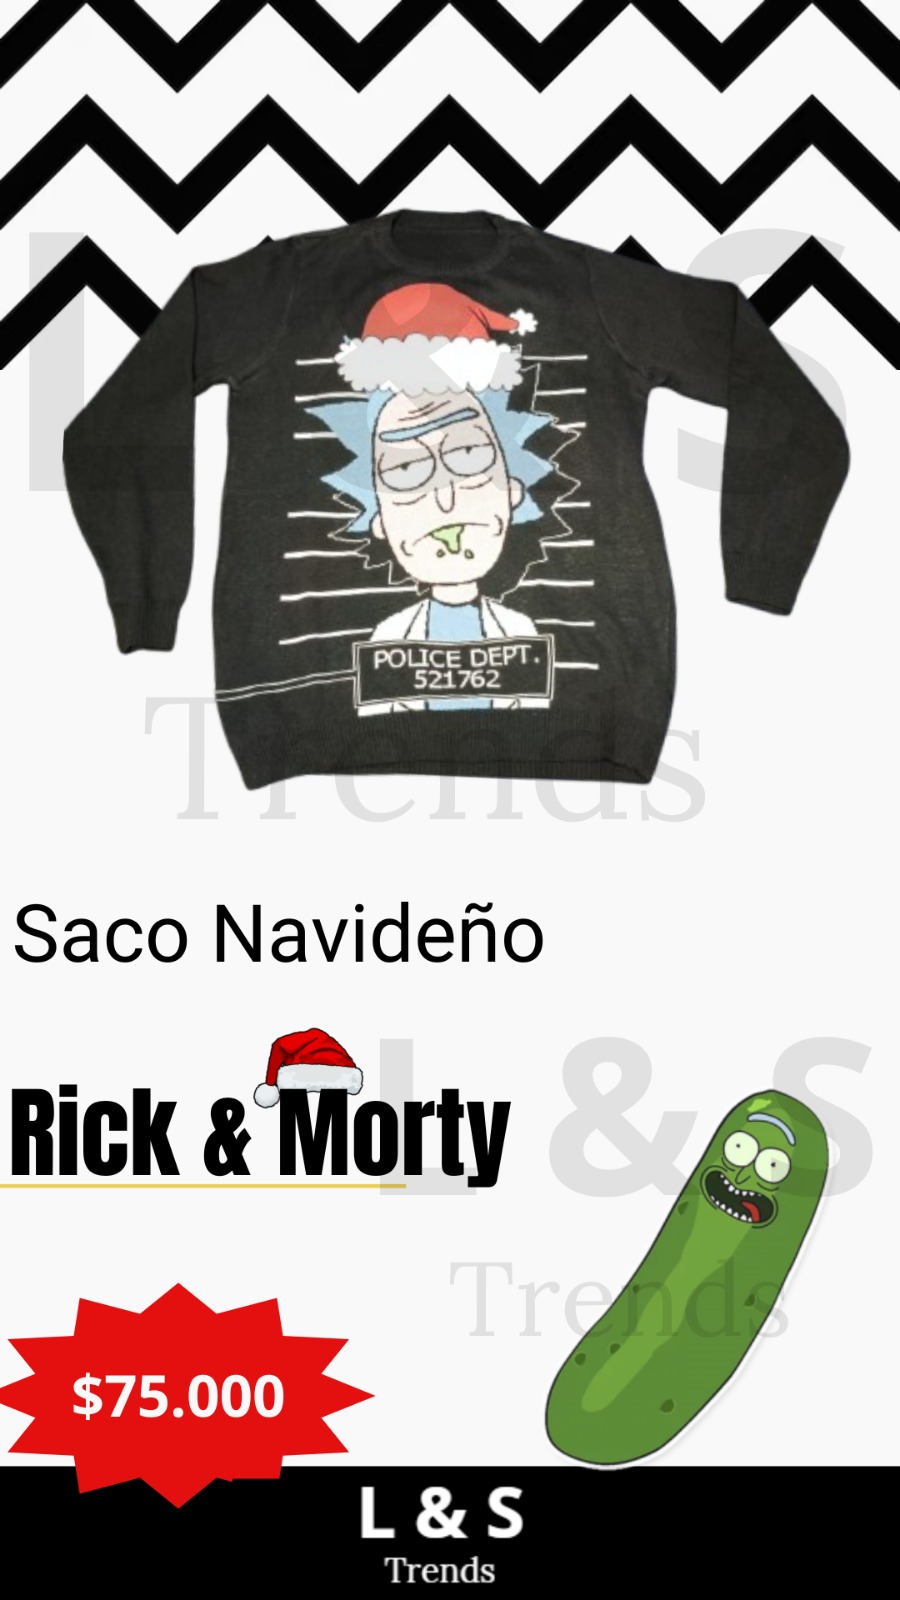 L & S
Trends
POLICE DEPT.
521762
Saco Navideño
Rick & Morty
L & S
Trends
$75.000
L & S
Trends